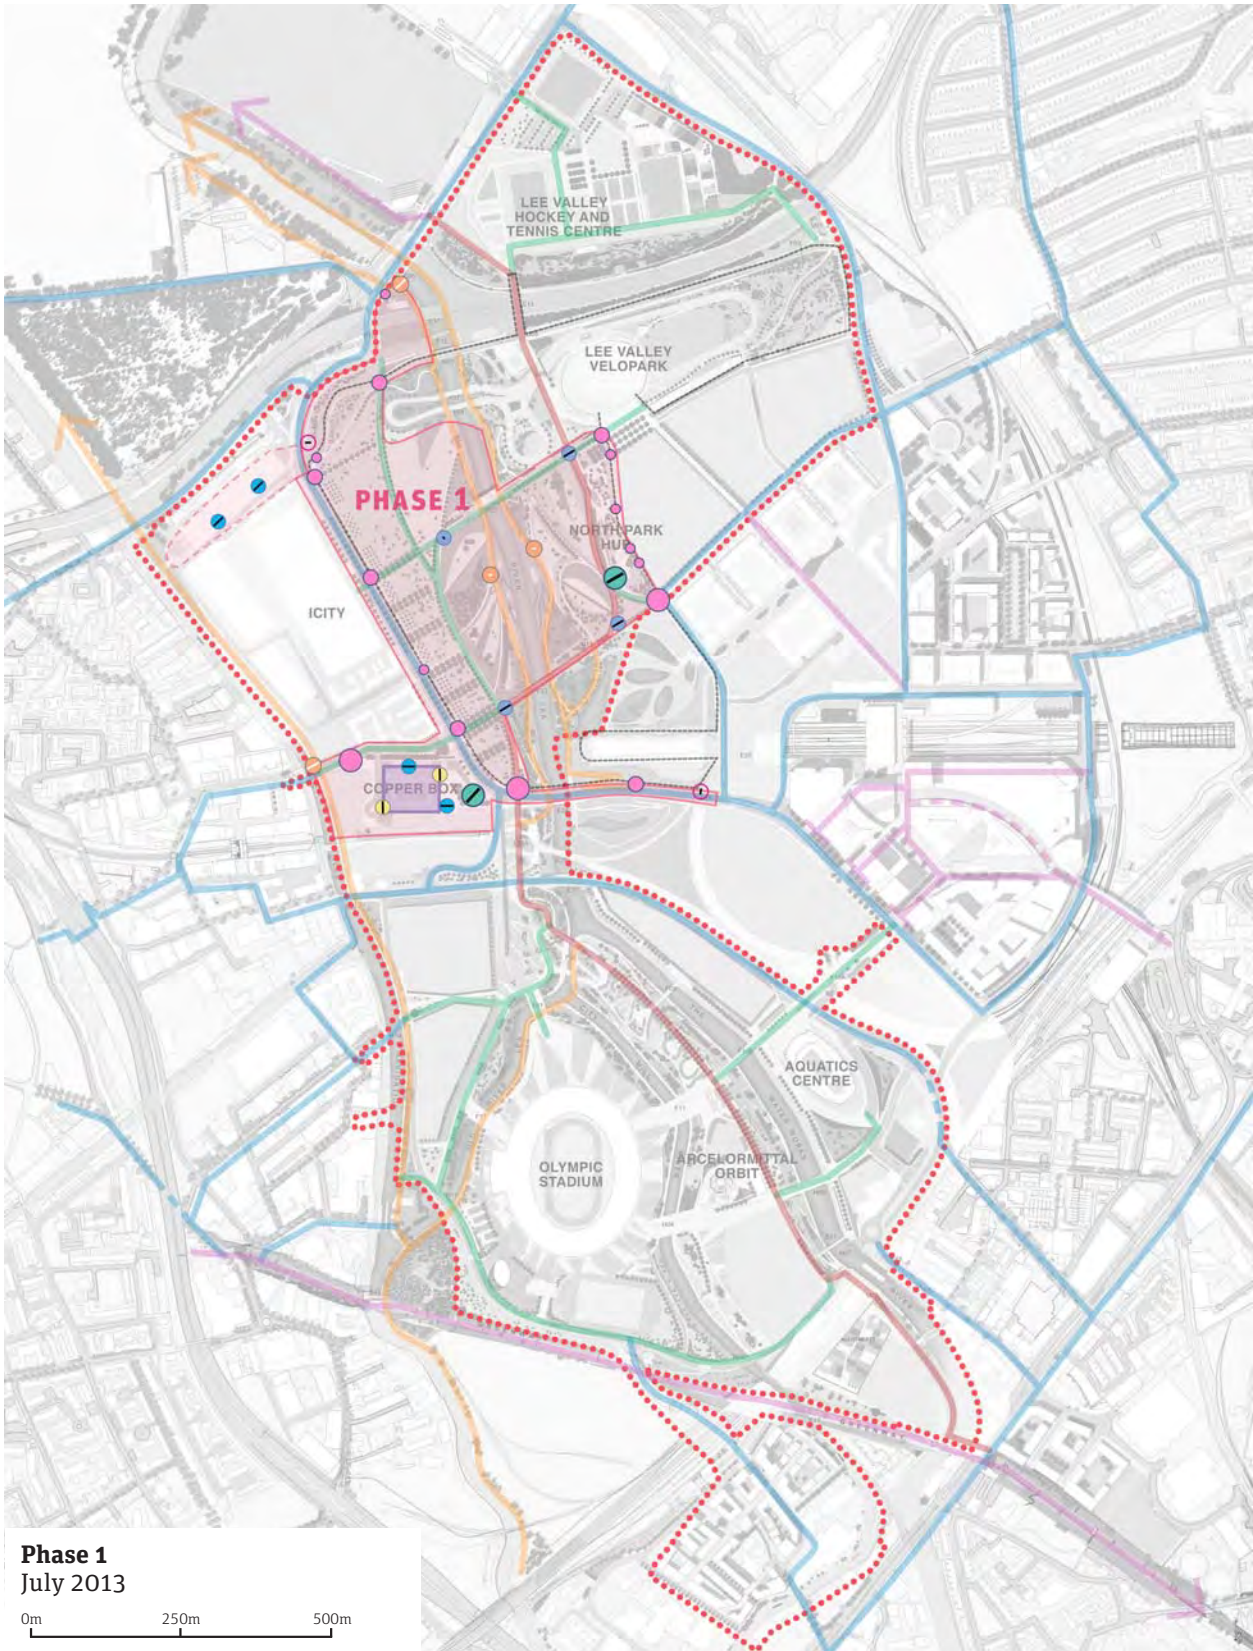 LEE VALLEY
HOCKEY AND
TENNIS CENTRE
LEE VALLEY
VELOPARK
PHASE 1
NORTH PARK
HUB
ICITY
COPPER BOX
AQUATICS
CENTRE
OLYMPIC
STADIUM
ARCELORMITTAL
ORBIT
Phase 1
July 2013
0m 250m 500m